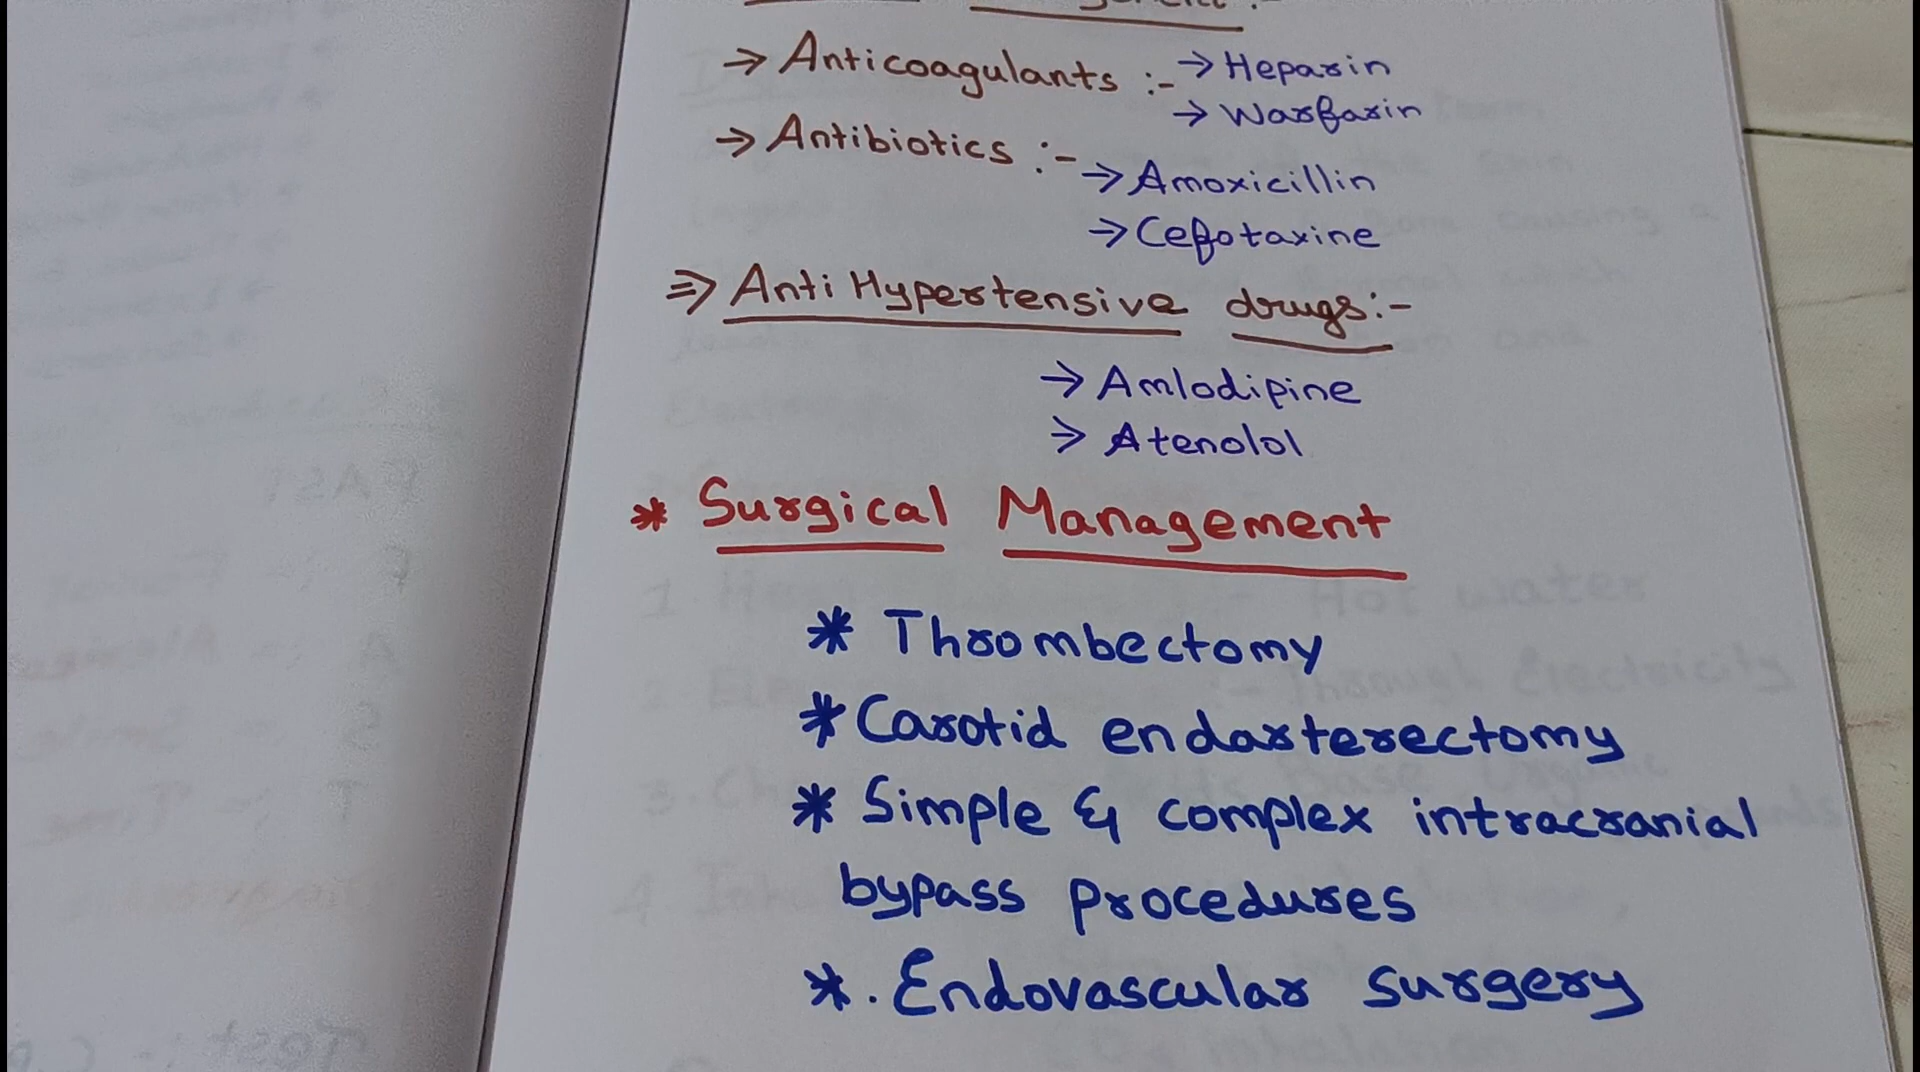 → Anticoagulants :- → Heparin
→ Warfarin
→ Antibiotics :-
→ Amoxicillin
→ Cefotaxine
⇒ Anti Hypertensive drugs:-
→ Amlodipine
→ Atenolol
* Surgical Management
* Thrombectomy
* Carotid endarterectomy
* Simple & complex intracranial
bypass procedures
*. Endovascular surgery